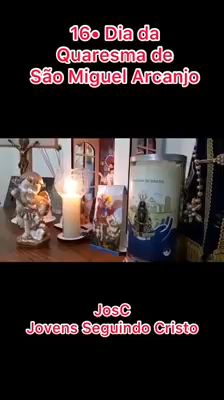 16• Dia da
Quaresma de
São Miguel Arcanjo
JosC
Jovens Seguindo Cristo